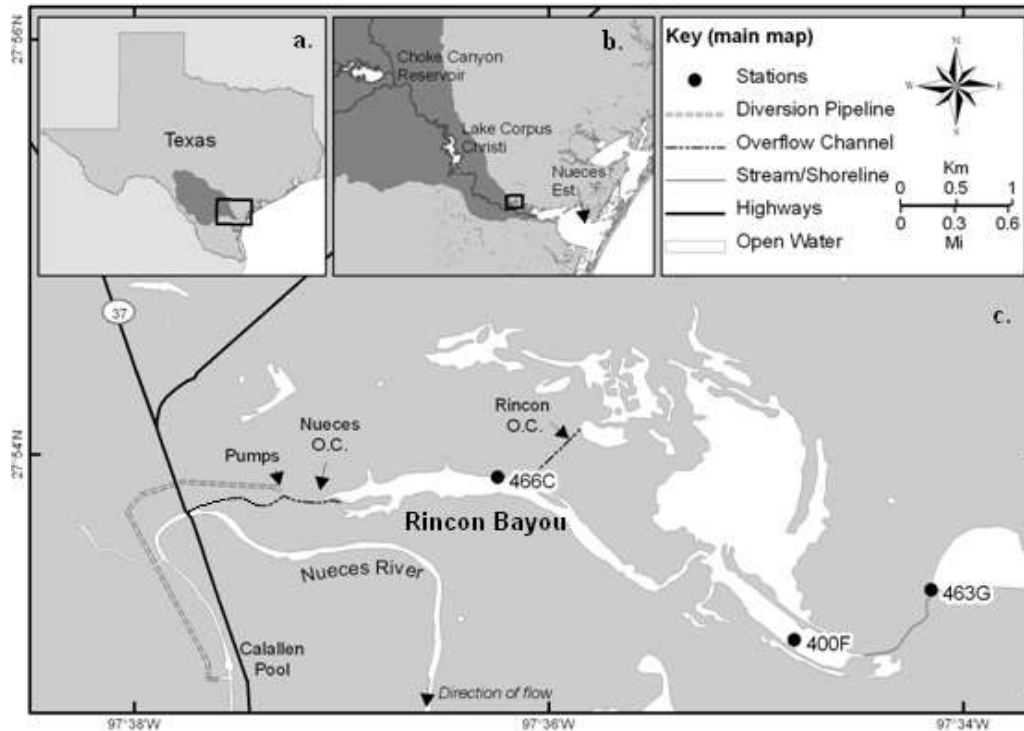 27°56'N
a.
Texas
b.
Choke Canyon
Reservoir
Lake Corpus
Christi
Nueces
Est.
Key (main map)
Stations
Diversion Pipeline
Overflow Channel
Stream/Shoreline
Highways
Open Water
N
W
E
S
Km
0 0.5 1
0 0.3 0.6
Mi
c.
37
27°54'N
Rincon
O.C.
Nueces
O.C.
Pumps
466C
Rincon Bayou
Nueces River
463G
400F
Calallen
Pool
Direction of flow
97°38'W
97°36'W
97°34'W